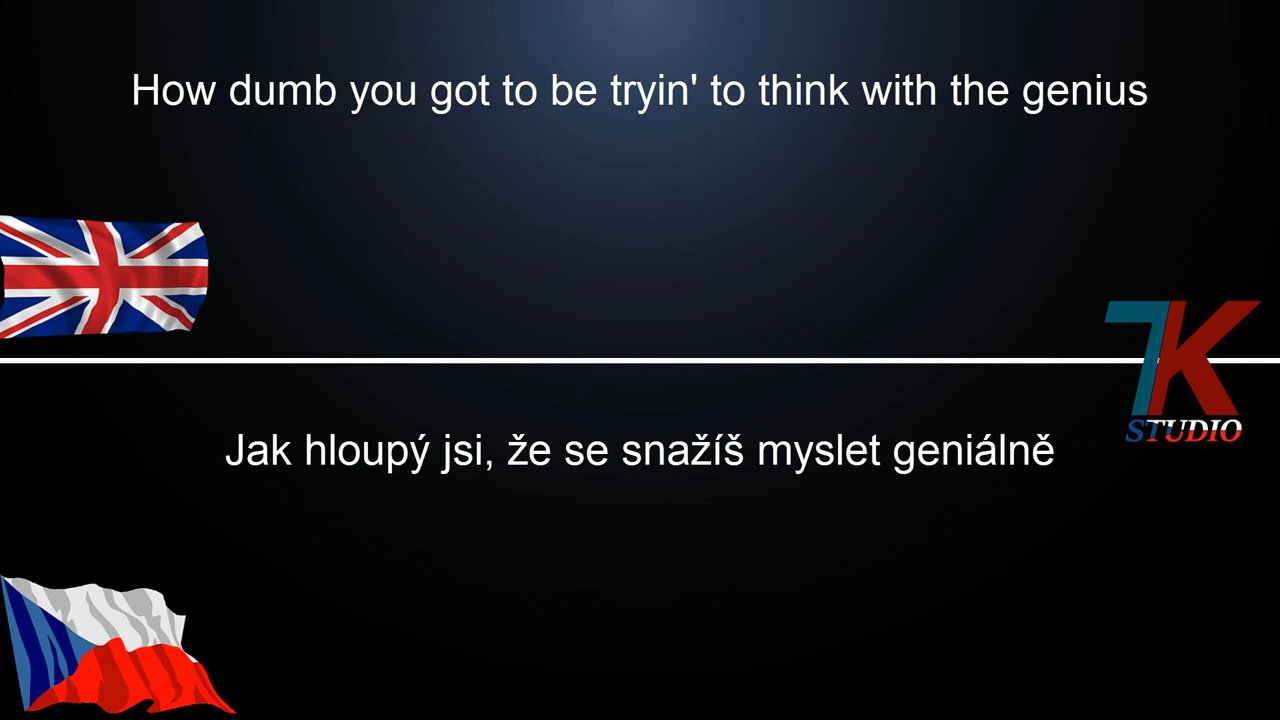 How dumb you got to be tryin' to think with the genius
7K
STUDIO
Jak hloupý jsi, že se snažíš myslet geniálně